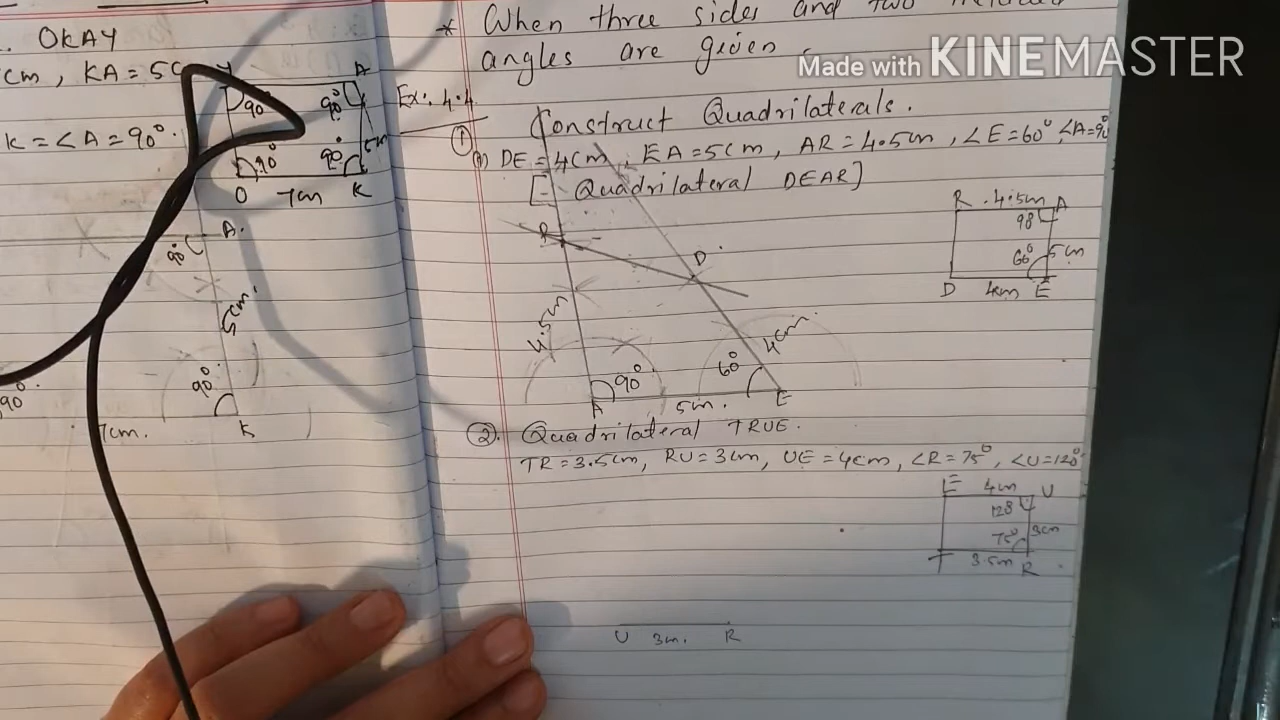 . OKAY
cm, KA = 5c
K = ∠A = 90°.
A
90°
90°
90°
90°
5cm
O 7cm K
A.
90°
5cm.
90°
90°
7cm. K
* When three sides and two included
angles are given.
Made with KINEMASTER
Ex. 4.4
Construct Quadrilaterals.
① DE = 4cm, EA = 5cm, AR = 4.5cm, ∠E = 60°, ∠A = 90°
[ Quadrilateral DEAR]
R 4.5cm A
90°
60° 5cm
D 4cm E
R
D
4.5cm
4cm.
90°
60°
A 5cm. E
②. Quadrilateral TRUE.
TR = 3.5cm, RU = 3cm, UE = 4cm, ∠R = 75°, ∠U = 120°
E 4cm U
120
75° 3cm
T 3.5cm R
U 3cm. R